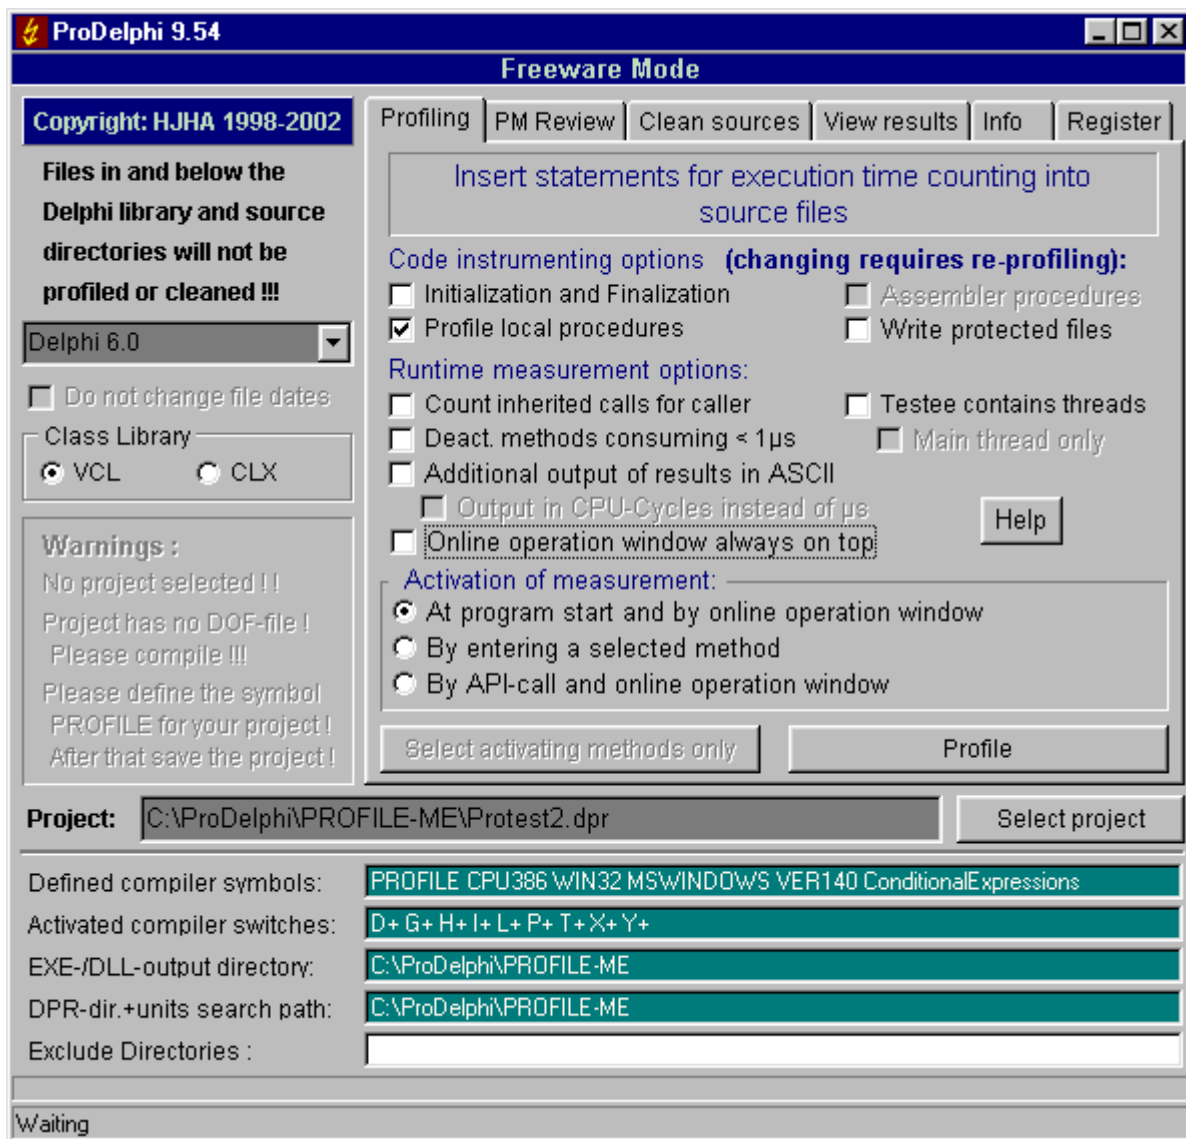 ProDelphi 9.54
Freeware Mode
Copyright: HJHA 1998-2002
Files in and below the
Delphi library and source
directories will not be
profiled or cleaned !!!
Delphi 6.0
Do not change file dates
Class Library
VCL CLX
Warnings :
No project selected ! !
Project has no DOF-file !
Please compile !!!
Please define the symbol
PROFILE for your project !
After that save the project !
Profiling PM Review Clean sources View results Info Register
Insert statements for execution time counting into
source files
Code instrumenting options (changing requires re-profiling):
Initialization and Finalization Assembler procedures
Profile local procedures Write protected files
Runtime measurement options:
Count inherited calls for caller Testee contains threads
Deact. methods consuming < 1µs Main thread only
Additional output of results in ASCII
Output in CPU-Cycles instead of µs
Help
Online operation window always on top
Activation of measurement:
At program start and by online operation window
By entering a selected method
By API-call and online operation window
Select activating methods only Profile
Project: C:\ProDelphi\PROFILE-ME\Protest2.dpr Select project
Defined compiler symbols: PROFILE CPU386 WIN32 MSWINDOWS VER140 ConditionalExpressions
Activated compiler switches: D+ G+ H+ I+ L+ P+ T+ X+ Y+
EXE-/DLL-output directory: C:\ProDelphi\PROFILE-ME
DPR-dir.+units search path: C:\ProDelphi\PROFILE-ME
Exclude Directories :
Waiting